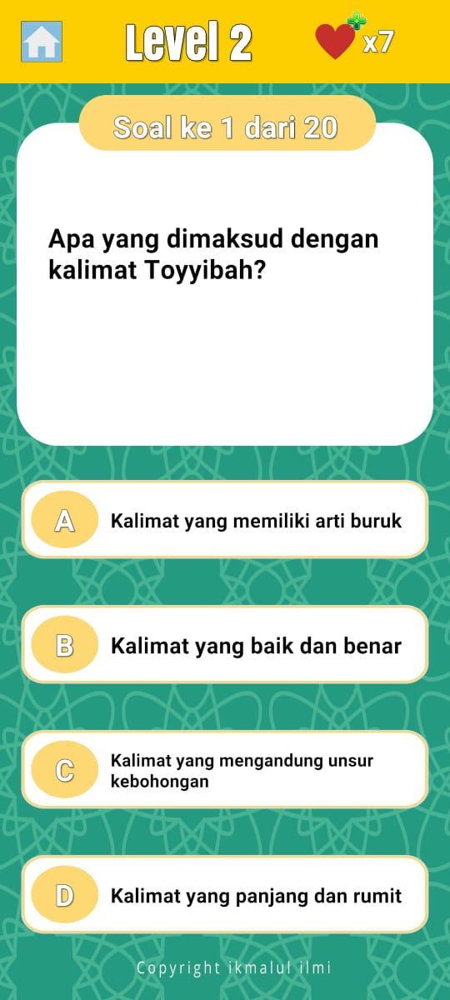 Level 2
x7
Soal ke 1 dari 20
Apa yang dimaksud dengan
kalimat Toyyibah?
A
Kalimat yang memiliki arti buruk
B
Kalimat yang baik dan benar
C
Kalimat yang mengandung unsur
kebohongan
D
Kalimat yang panjang dan rumit
Copyright ikmalul ilmi